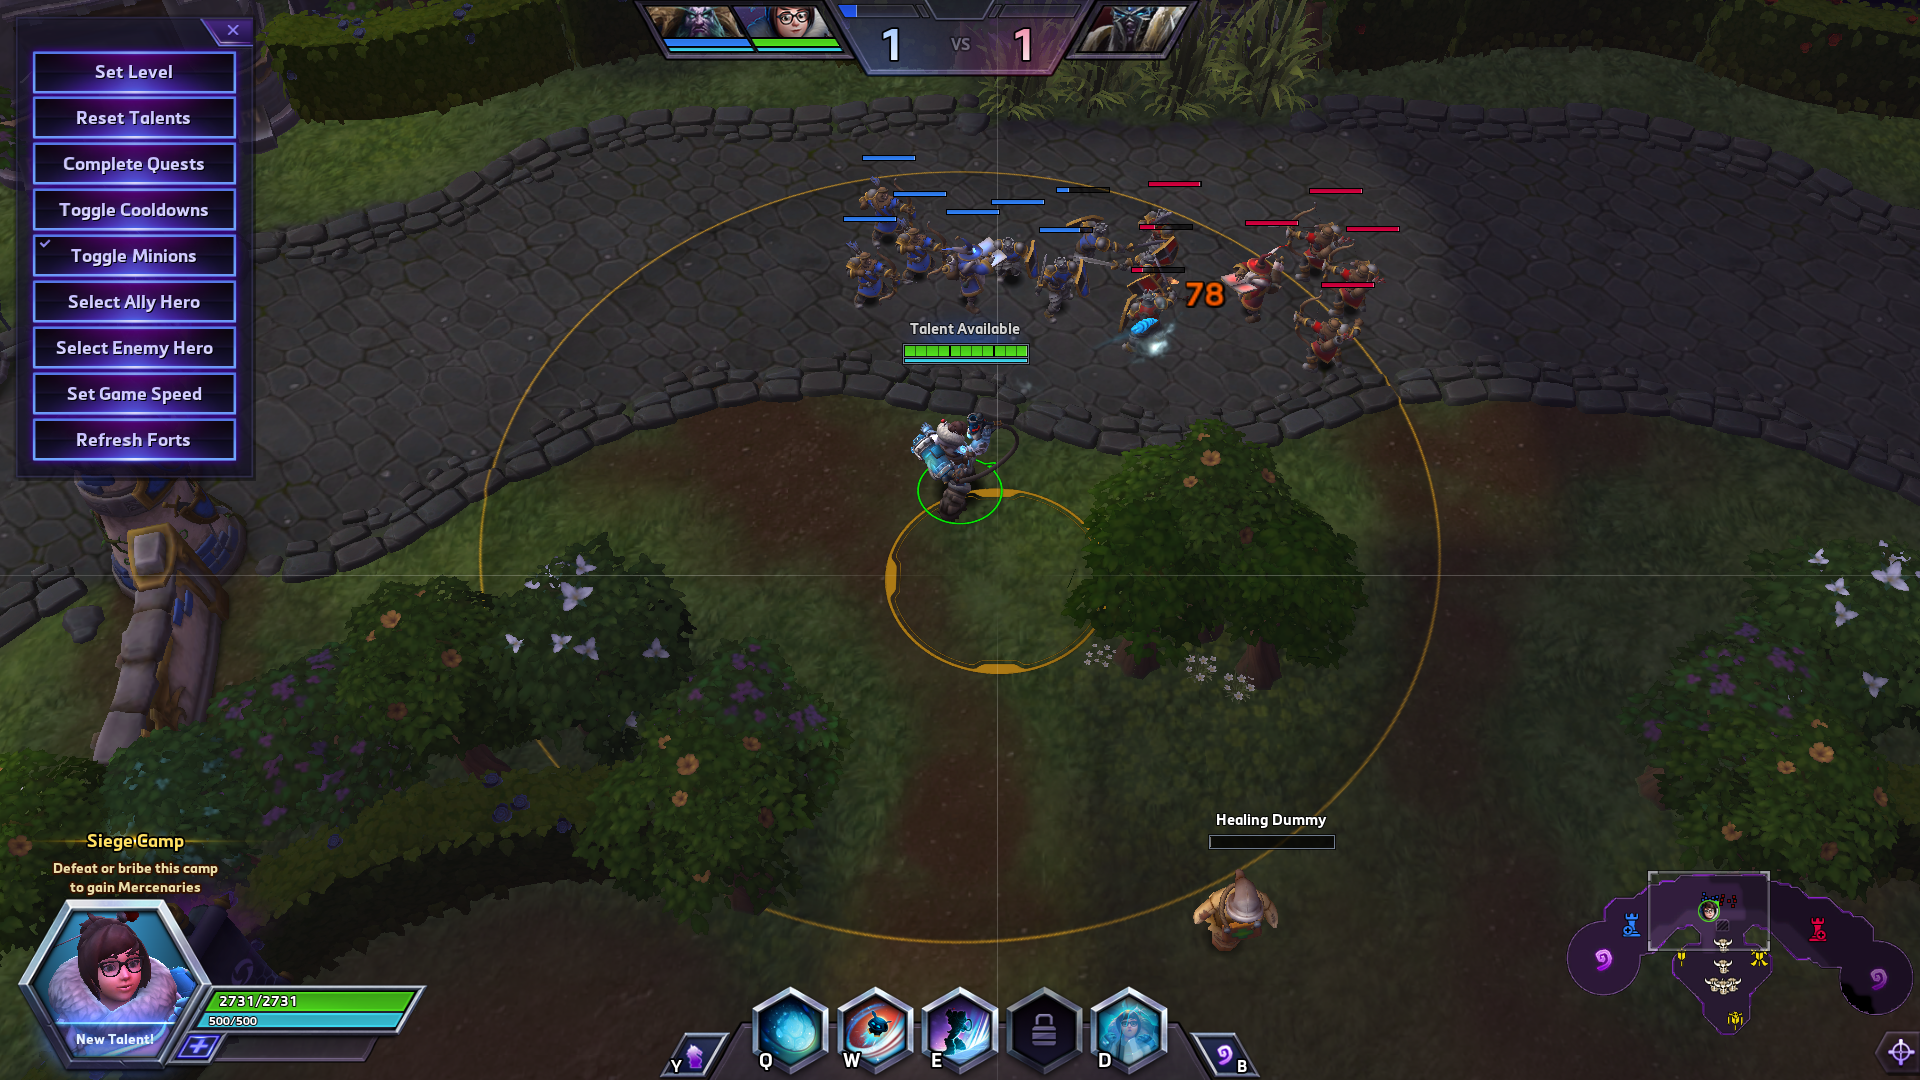 1 VS 1
Set Level
Reset Talents
Complete Quests
Toggle Cooldowns
Toggle Minions
Select Ally Hero
Select Enemy Hero
Set Game Speed
Refresh Forts
78
Talent Available
Healing Dummy
Siege Camp
Defeat or bribe this camp
to gain Mercenaries
2731/2731
500/500
New Talent!
Y
Q
W
E
D
B